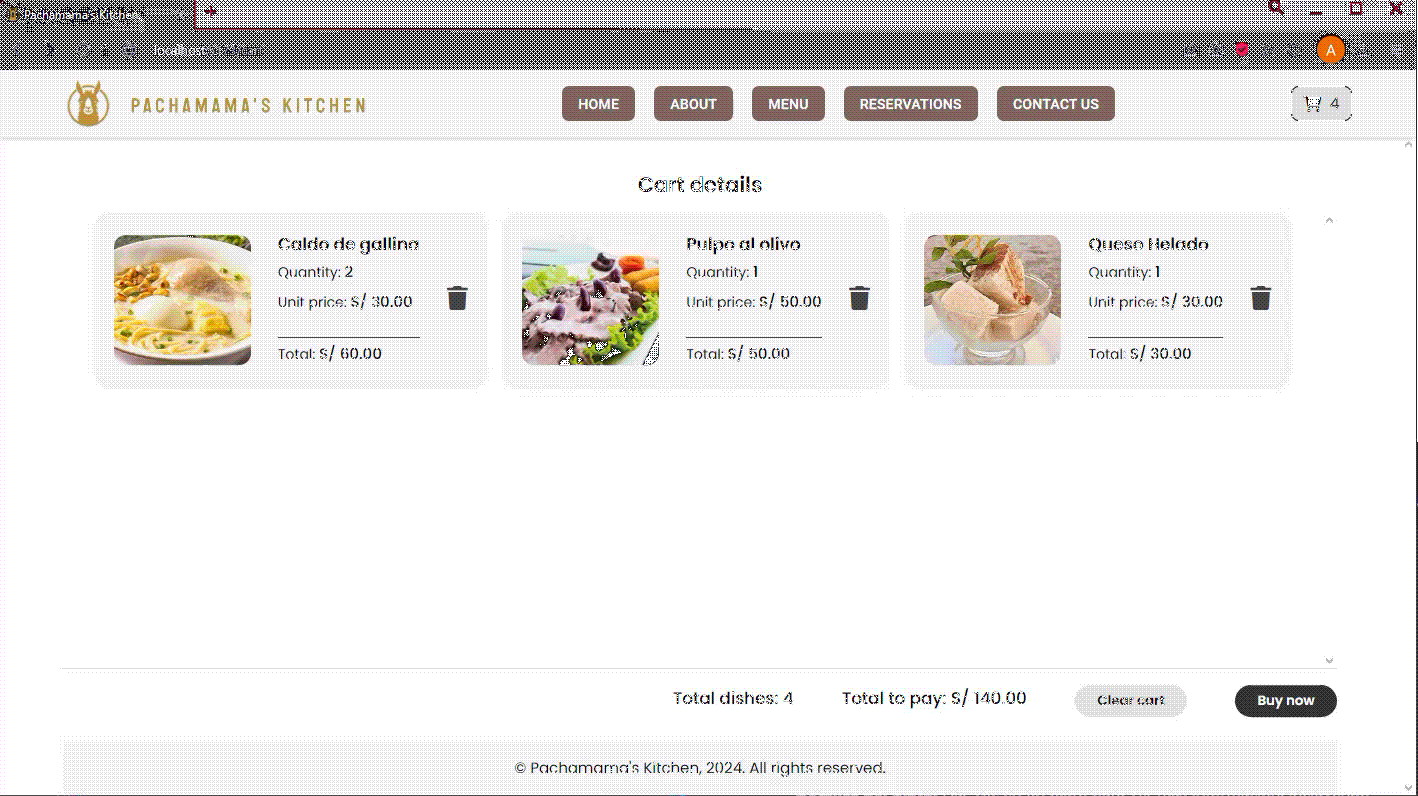 Pachamama's Kitchen
localhost
A
PACHAMAMA'S KITCHEN
HOME
ABOUT
MENU
RESERVATIONS
CONTACT US
4
Cart details
Caldo de gallina
Quantity: 2
Unit price: S/ 30.00
Total: S/ 60.00
Pulpo al olivo
Quantity: 1
Unit price: S/ 50.00
Total: S/ 50.00
Queso Helado
Quantity: 1
Unit price: S/ 30.00
Total: S/ 30.00
Total dishes: 4
Total to pay: S/ 140.00
Clear cart
Buy now
© Pachamama's Kitchen, 2024. All rights reserved.